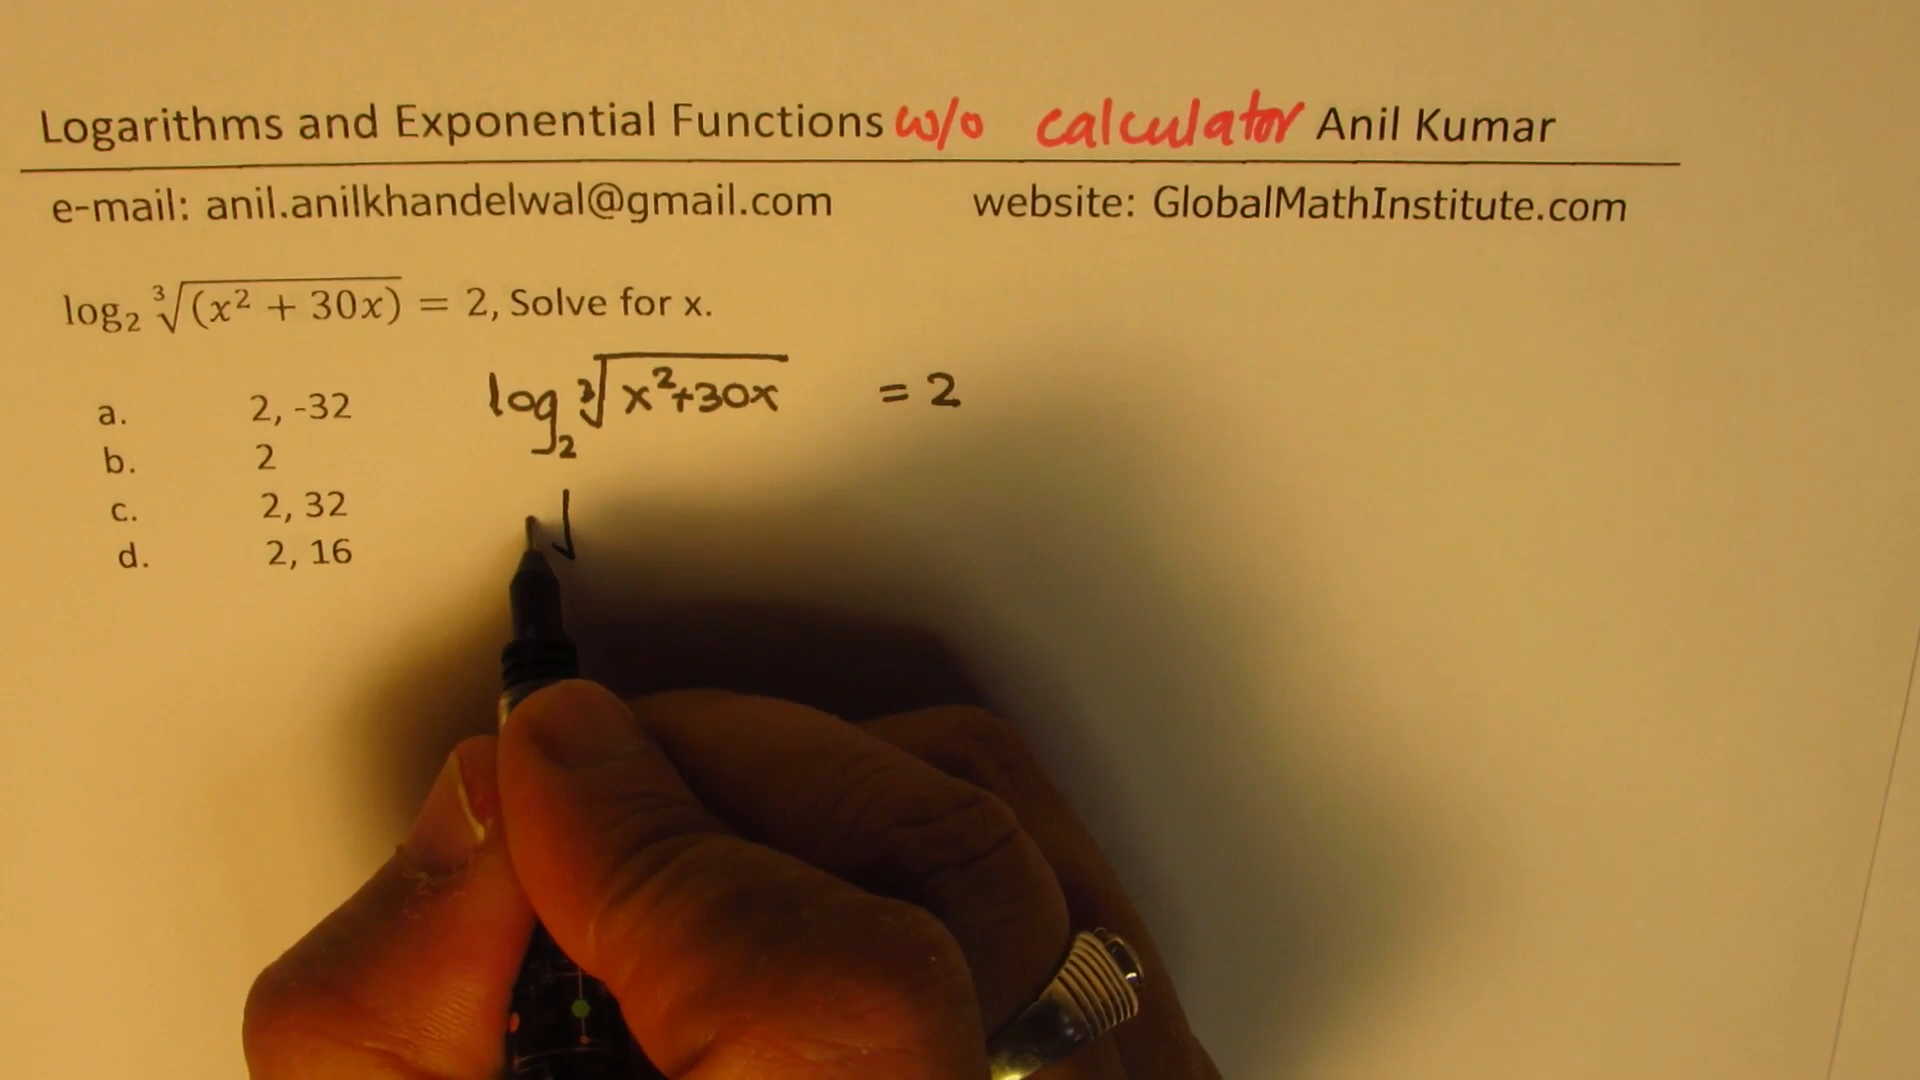 Logarithms and Exponential Functions w/o calculator Anil Kumar
e-mail: anil.anilkhandelwal@gmail.com website: GlobalMathInstitute.com
log₂ ∛(x² + 30x) = 2, Solve for x.
log₂ ∛x²+30x = 2
a. 2, -32
b. 2
c. 2, 32
d. 2, 16